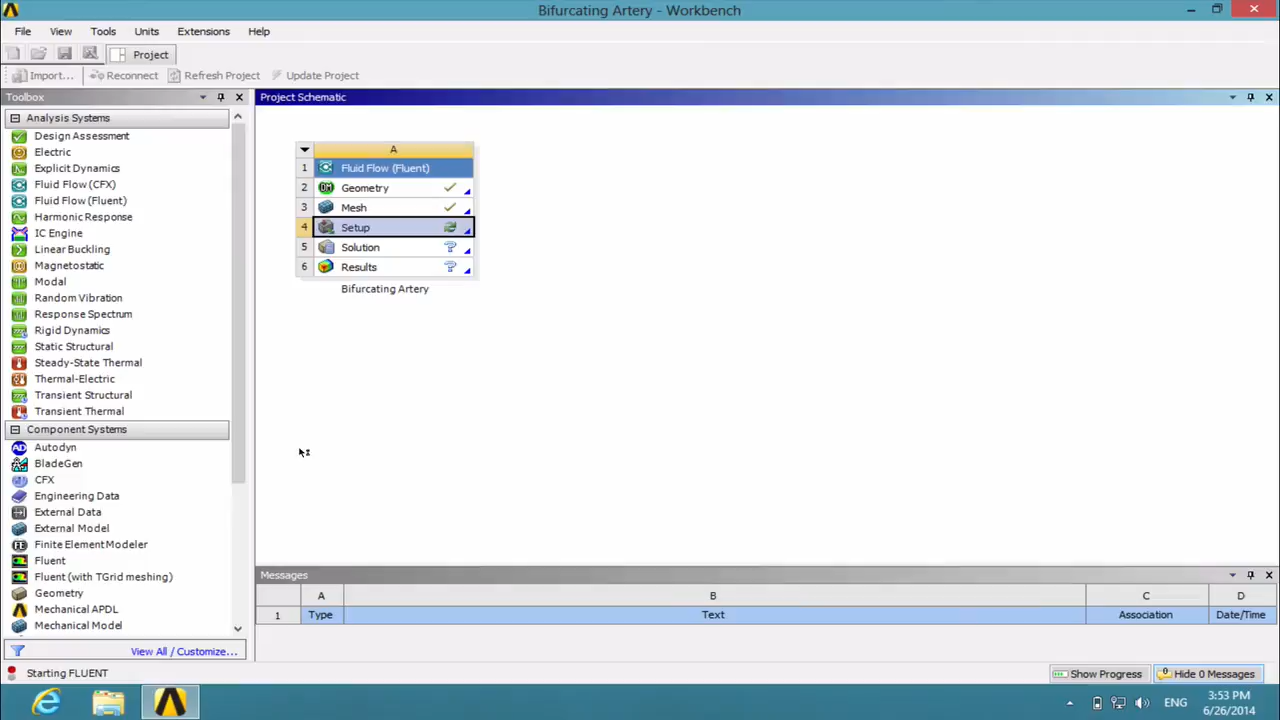 Bifurcating Artery - Workbench
File View Tools Units Extensions Help
Project
Import... Reconnect Refresh Project Update Project
Toolbox
Project Schematic
Analysis Systems
Design Assessment
Electric
Explicit Dynamics
Fluid Flow (CFX)
Fluid Flow (Fluent)
Harmonic Response
IC Engine
Linear Buckling
Magnetostatic
Modal
Random Vibration
Response Spectrum
Rigid Dynamics
Static Structural
Steady-State Thermal
Thermal-Electric
Transient Structural
Transient Thermal
Component Systems
Autodyn
BladeGen
CFX
Engineering Data
External Data
External Model
Finite Element Modeler
Fluent
Fluent (with TGrid meshing)
Geometry
Mechanical APDL
Mechanical Model
View All / Customize...
A
1 Fluid Flow (Fluent)
2 DM Geometry
3 Mesh
4 Setup
5 Solution ?
6 Results ?
Bifurcating Artery
Messages
A B C D
1 Type Text Association Date/Time
Starting FLUENT
Show Progress Hide 0 Messages
ENG
3:53 PM
6/26/2014